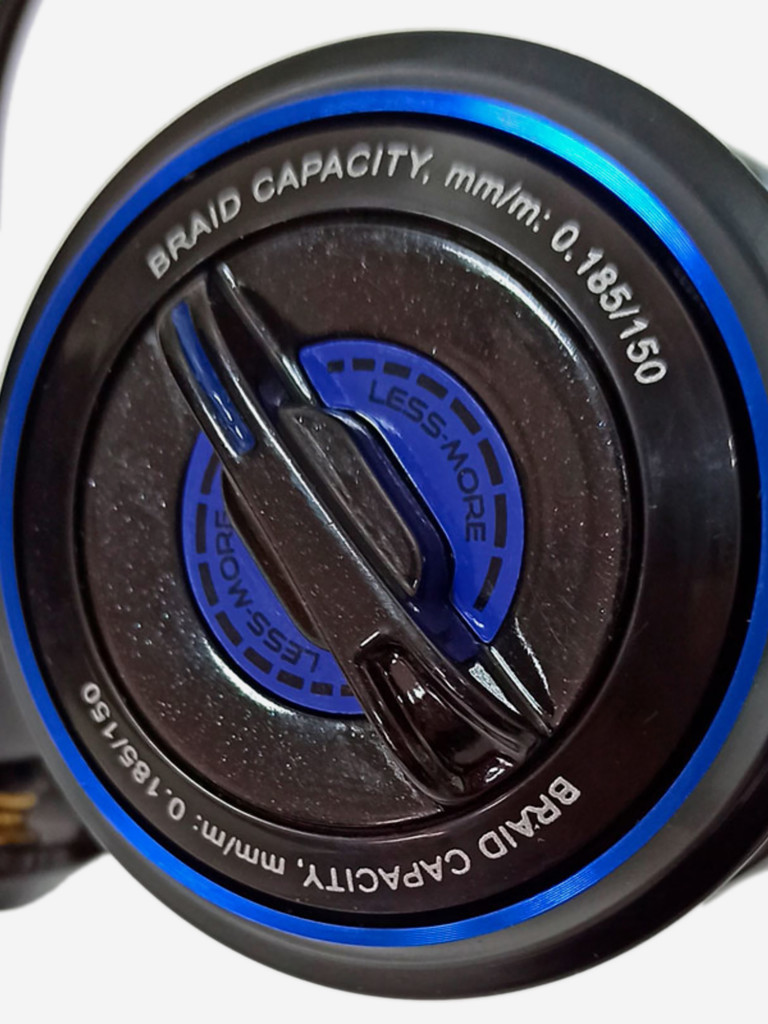 BRAID CAPACITY, mm/m: 0.185/150
LESS-MORE
LESS-MORE
BRAID CAPACITY, mm/m: 0.185/150